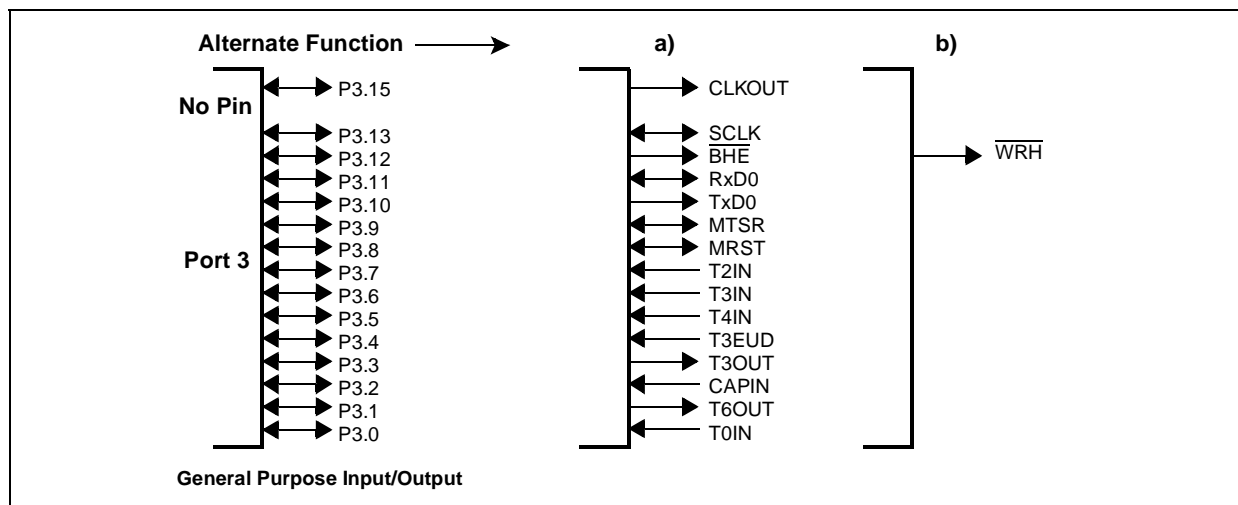 Alternate Function a) b)
No Pin
Port 3
P3.15
P3.13
P3.12
P3.11
P3.10
P3.9
P3.8
P3.7
P3.6
P3.5
P3.4
P3.3
P3.2
P3.1
P3.0
General Purpose Input/Output
CLKOUT
SCLK
B̅H̅E̅
RxD0
TxD0
MTSR
MRST
T2IN
T3IN
T4IN
T3EUD
T3OUT
CAPIN
T6OUT
T0IN
W̅R̅H̅